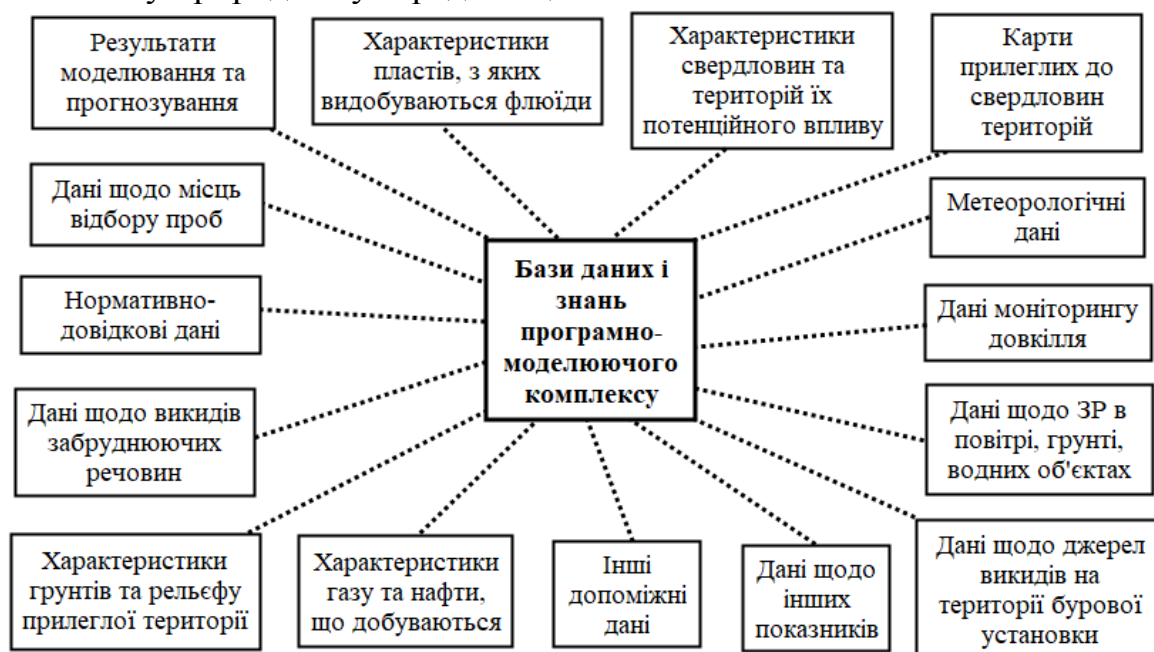 Результати
моделювання та
прогнозування
Характеристики
пластів, з яких
видобуваються флюїди
Характеристики
свердловин та
територій їх
потенційного впливу
Карти
прилеглих до
свердловин
територій
Дані щодо місць
відбору проб
Метеорологічні
дані
Бази даних і
знань
програмно-
моделюючого
комплексу
Нормативно-
довідкові дані
Дані моніторингу
довкілля
Дані щодо викидів
забруднюючих
речовин
Дані щодо ЗР в
повітрі, грунті,
водних об'єктах
Характеристики
грунтів та рельєфу
прилеглої території
Характеристики
газу та нафти,
що добуваються
Інші
допоміжні
дані
Дані щодо
інших
показників
Дані щодо джерел
викидів на
території бурової
установки